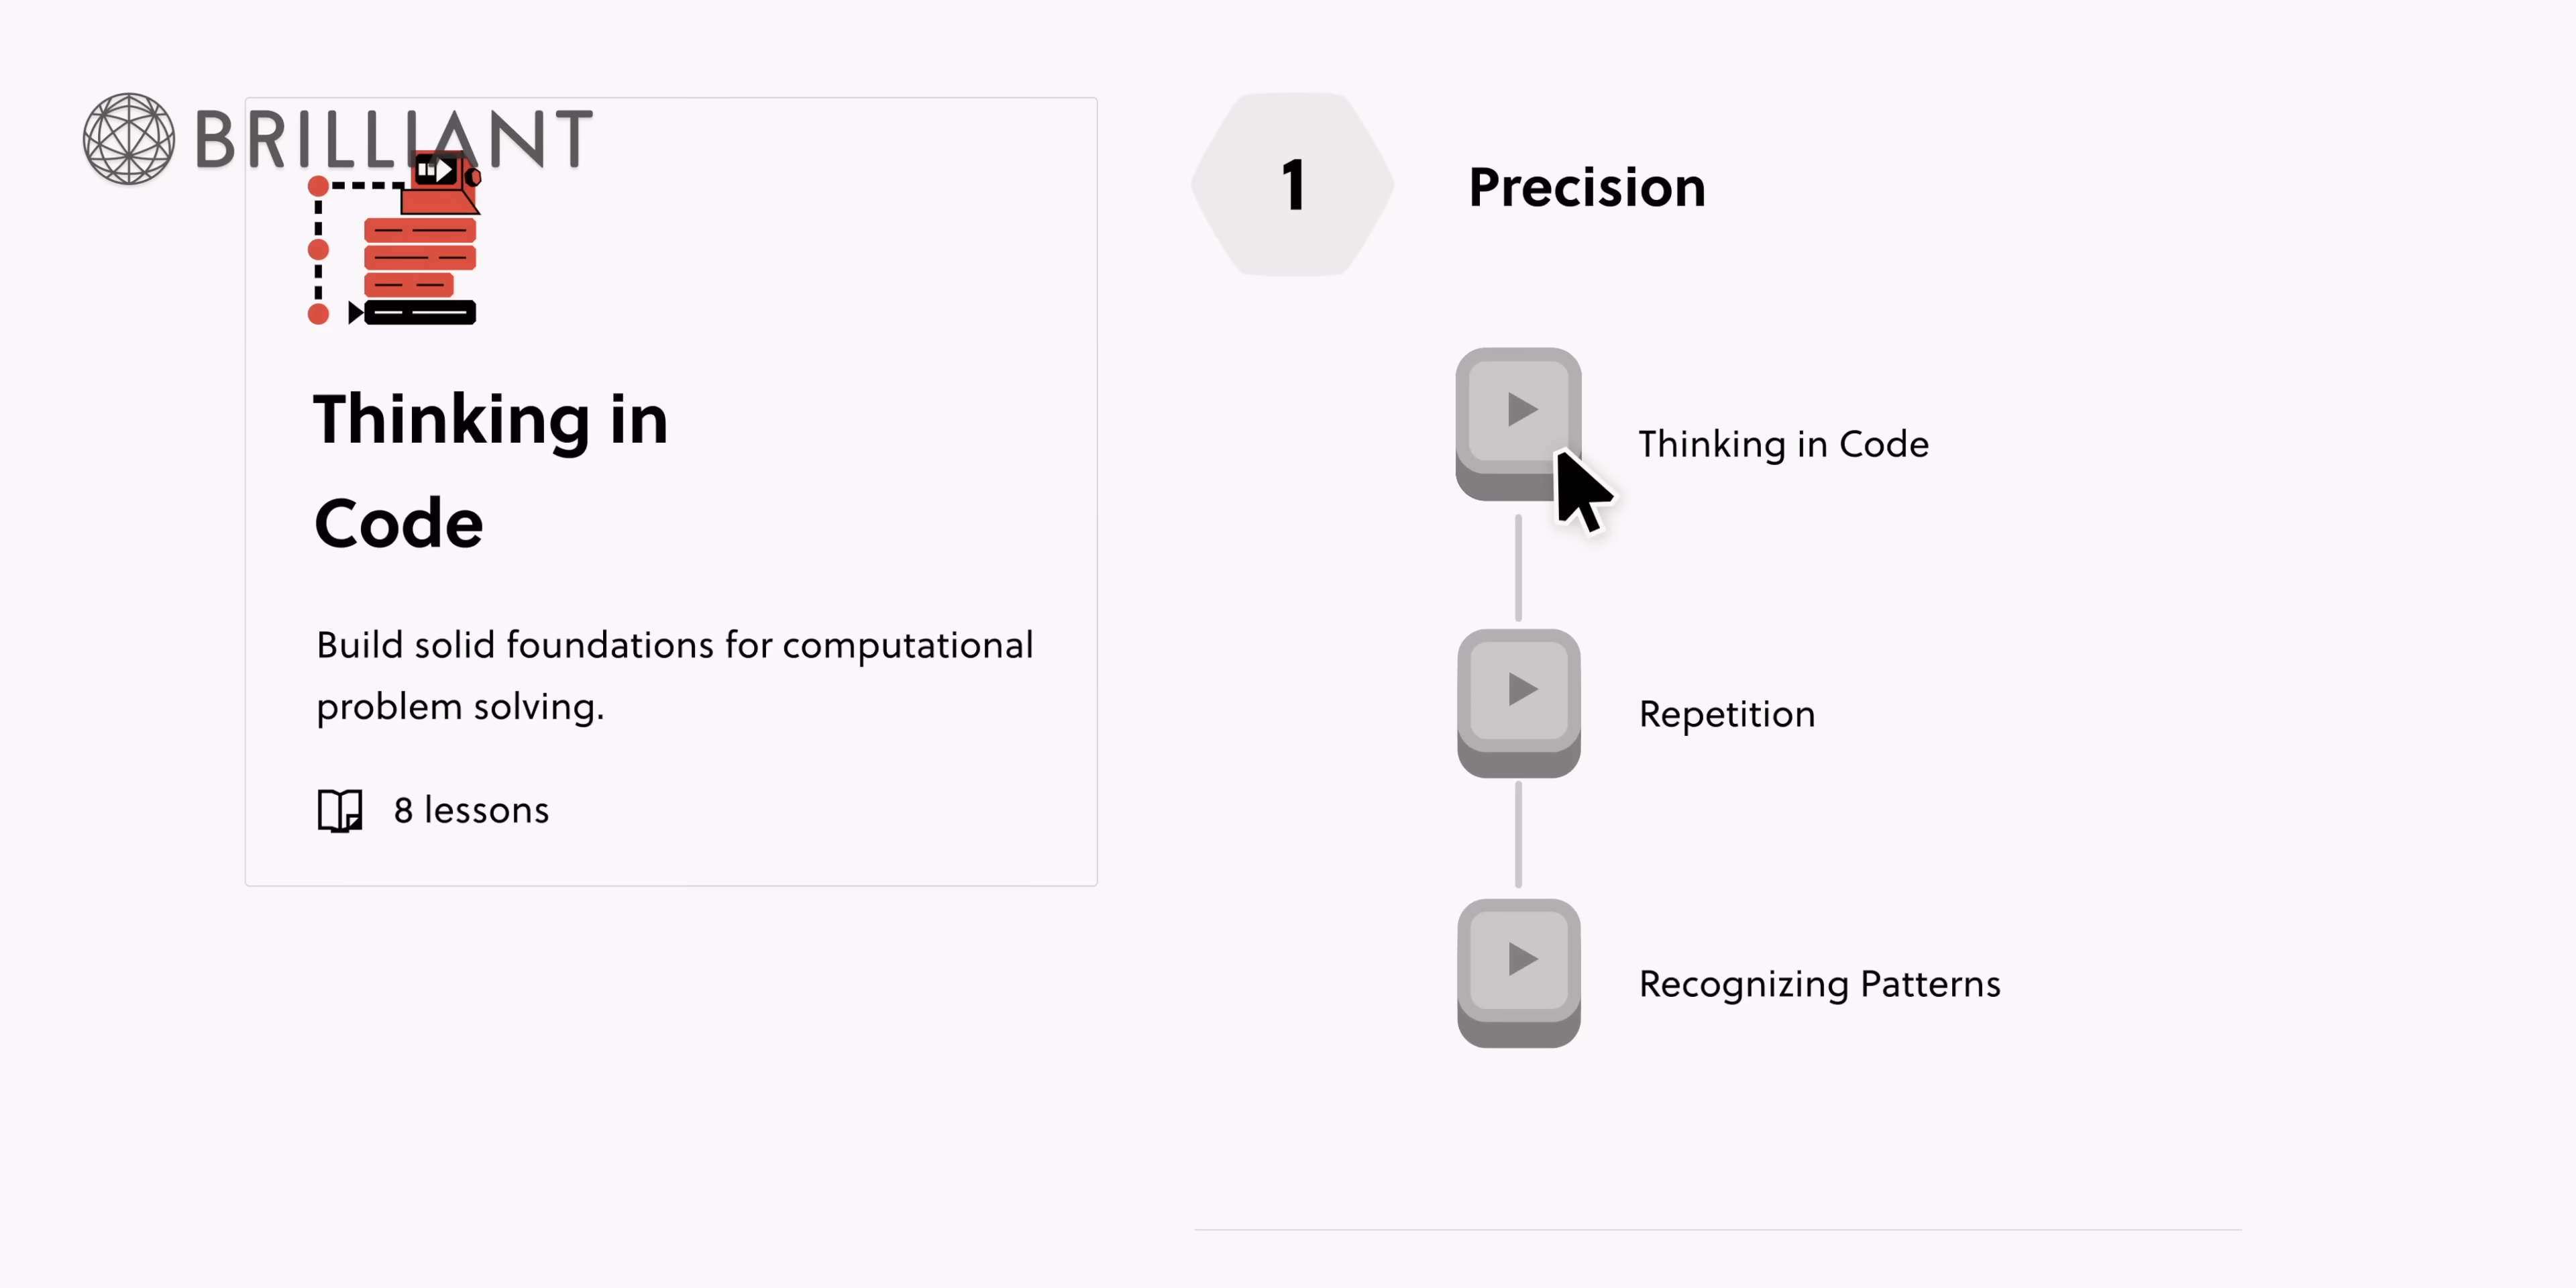 BRILLIANT
Thinking in
Code
Build solid foundations for computational
problem solving.
8 lessons
1
Precision
Thinking in Code
Repetition
Recognizing Patterns